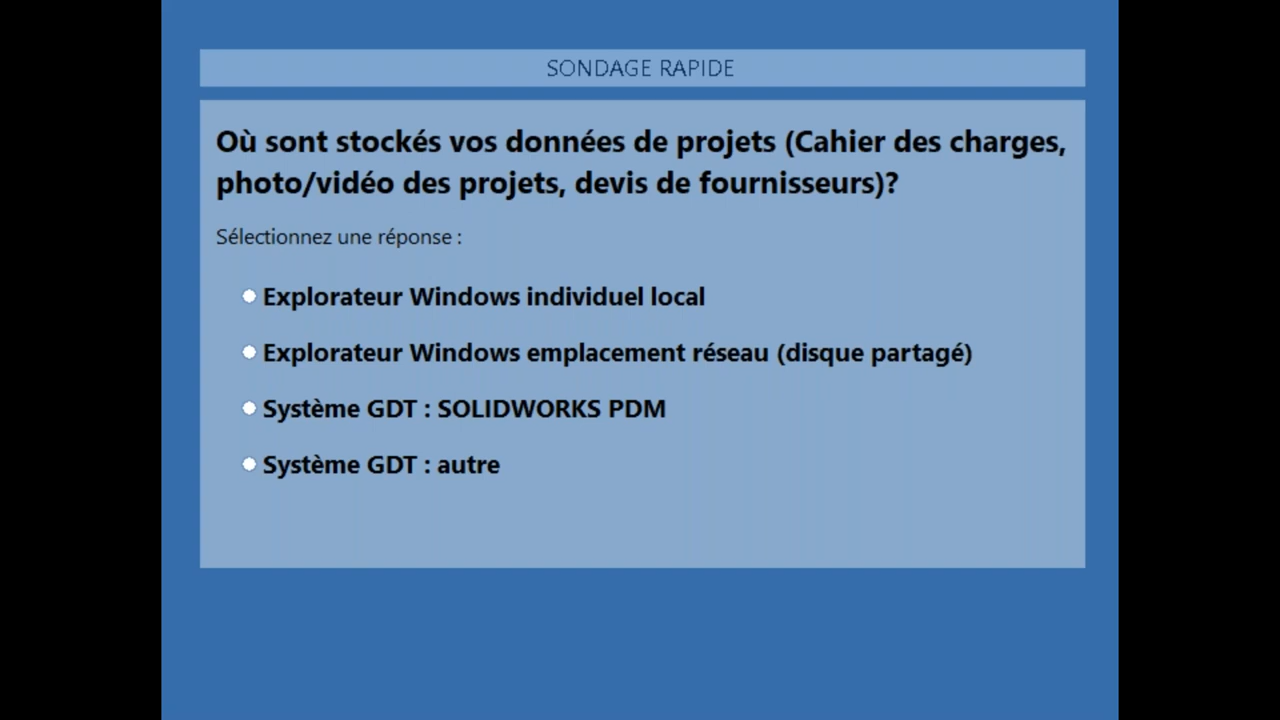 SONDAGE RAPIDE
Où sont stockés vos données de projets (Cahier des charges,
photo/vidéo des projets, devis de fournisseurs)?
Sélectionnez une réponse :
Explorateur Windows individuel local
Explorateur Windows emplacement réseau (disque partagé)
Système GDT : SOLIDWORKS PDM
Système GDT : autre